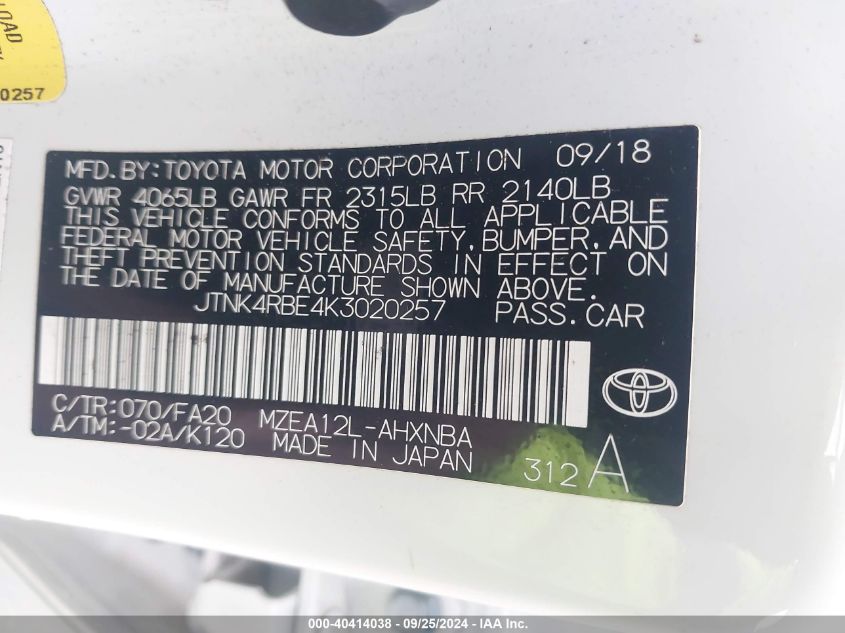 LOAD
0257
MFD.BY:TOYOTA MOTOR CORPORATION 09/18
GVWR 4065LB GAWR FR 2315LB RR 2140LB
THIS VEHICLE CONFORMS TO ALL APPLICABLE
FEDERAL MOTOR VEHICLE SAFETY, BUMPER, AND
THEFT PREVENTION STANDARDS IN EFFECT ON
THE DATE OF MANUFACTURE SHOWN ABOVE.
JTNK4RBE4K3020257 PASS.CAR
C/TR:070/FA20 MZEA12L-AHXNBA
A/TM:-02A/K120 MADE IN JAPAN
312A
000-40414038 - 09/25/2024 - IAAI Inc.